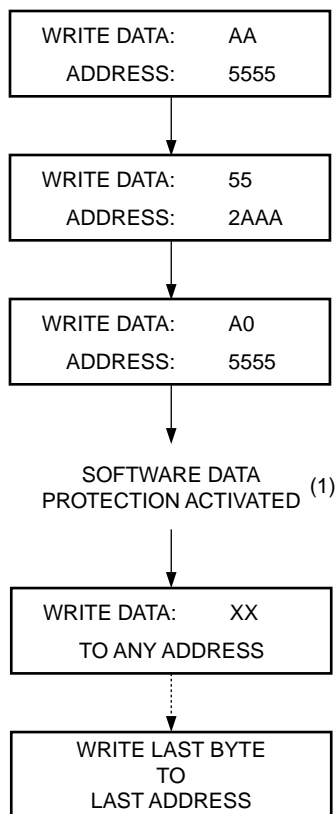 WRITE DATA: AA
ADDRESS: 5555
WRITE DATA: 55
ADDRESS: 2AAA
WRITE DATA: A0
ADDRESS: 5555
SOFTWARE DATA
PROTECTION ACTIVATED (1)
WRITE DATA: XX
TO ANY ADDRESS
WRITE LAST BYTE
TO
LAST ADDRESS